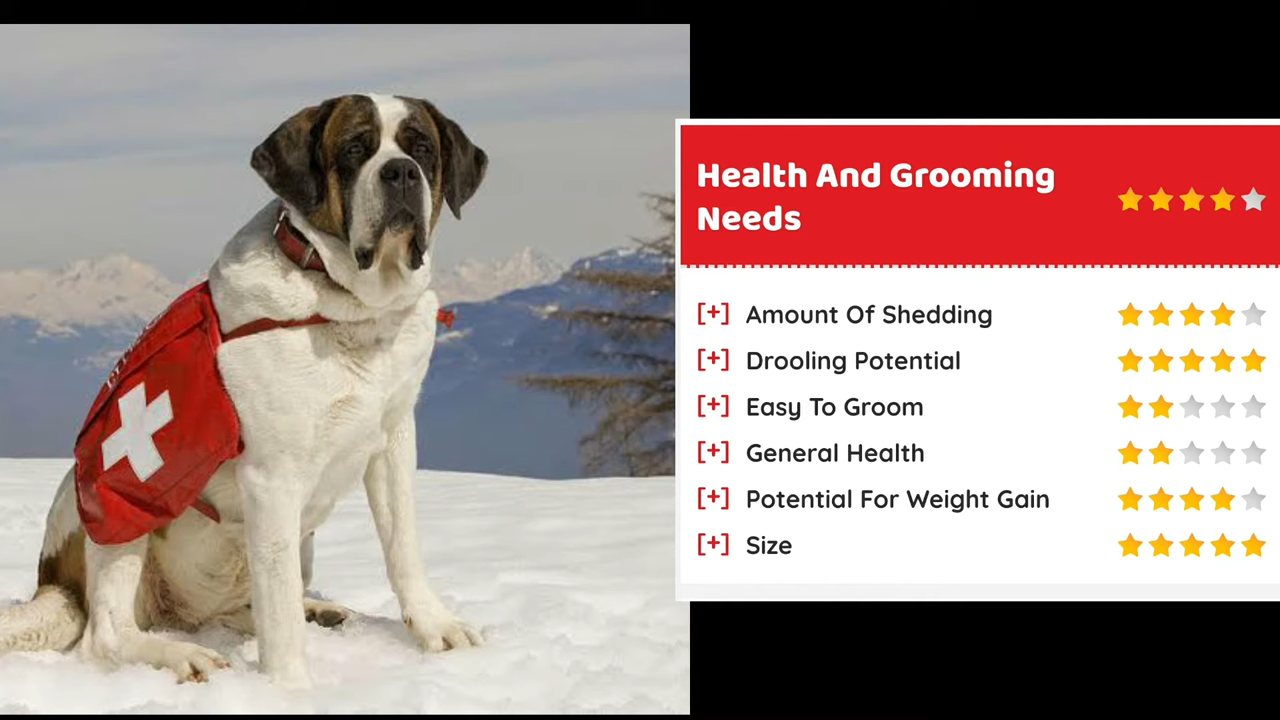 Health And Grooming
Needs
[+] Amount Of Shedding
[+] Drooling Potential
[+] Easy To Groom
[+] General Health
[+] Potential For Weight Gain
[+] Size